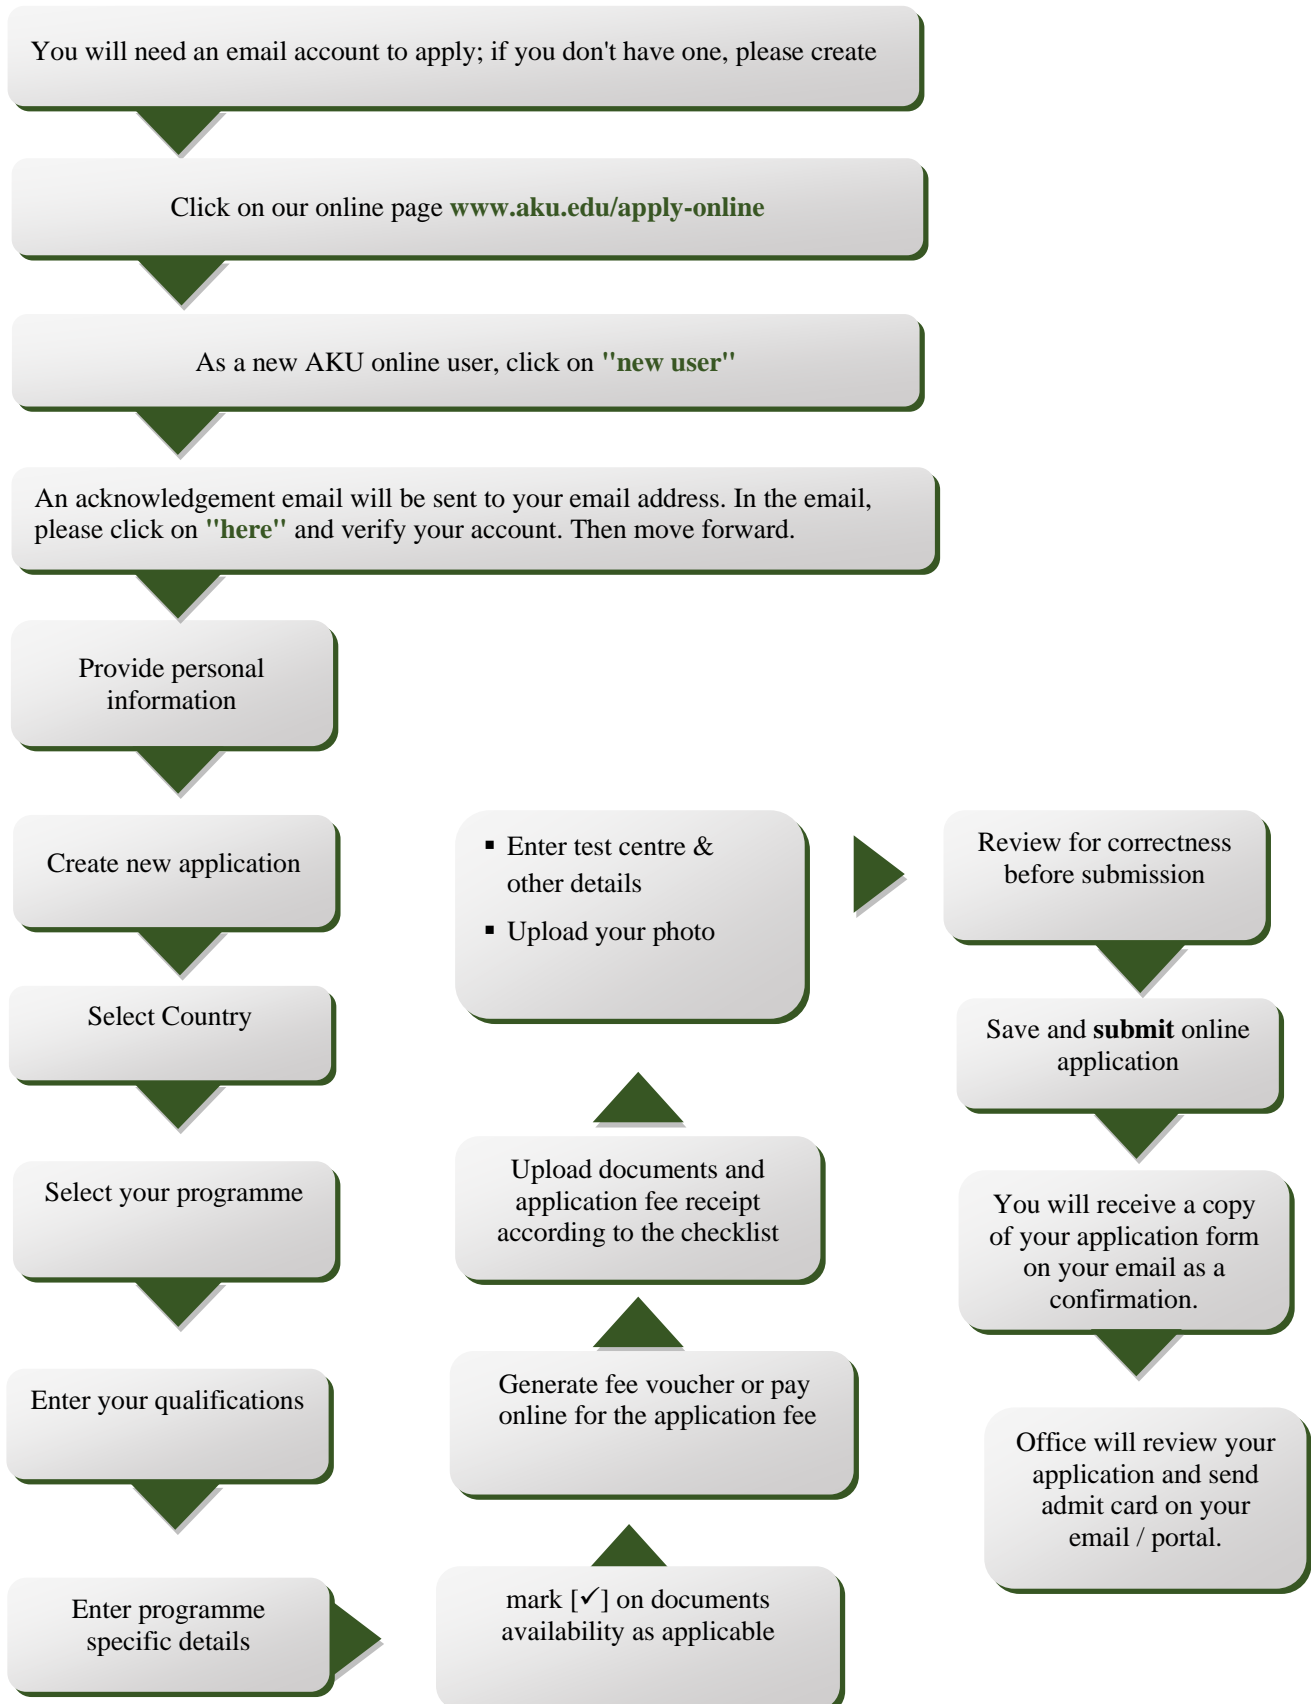 You will need an email account to apply; if you don't have one, please create
Click on our online page www.aku.edu/apply-online
As a new AKU online user, click on "new user"
An acknowledgement email will be sent to your email address. In the email,
please click on "here" and verify your account. Then move forward.
Provide personal
information
Create new application
Select Country
Select your programme
Enter your qualifications
Enter programme
specific details
mark [✓] on documents
availability as applicable
Generate fee voucher or pay
online for the application fee
Upload documents and
application fee receipt
according to the checklist
▪ Enter test centre &
other details
▪ Upload your photo
Review for correctness
before submission
Save and submit online
application
You will receive a copy
of your application form
on your email as a
confirmation.
Office will review your
application and send
admit card on your
email / portal.